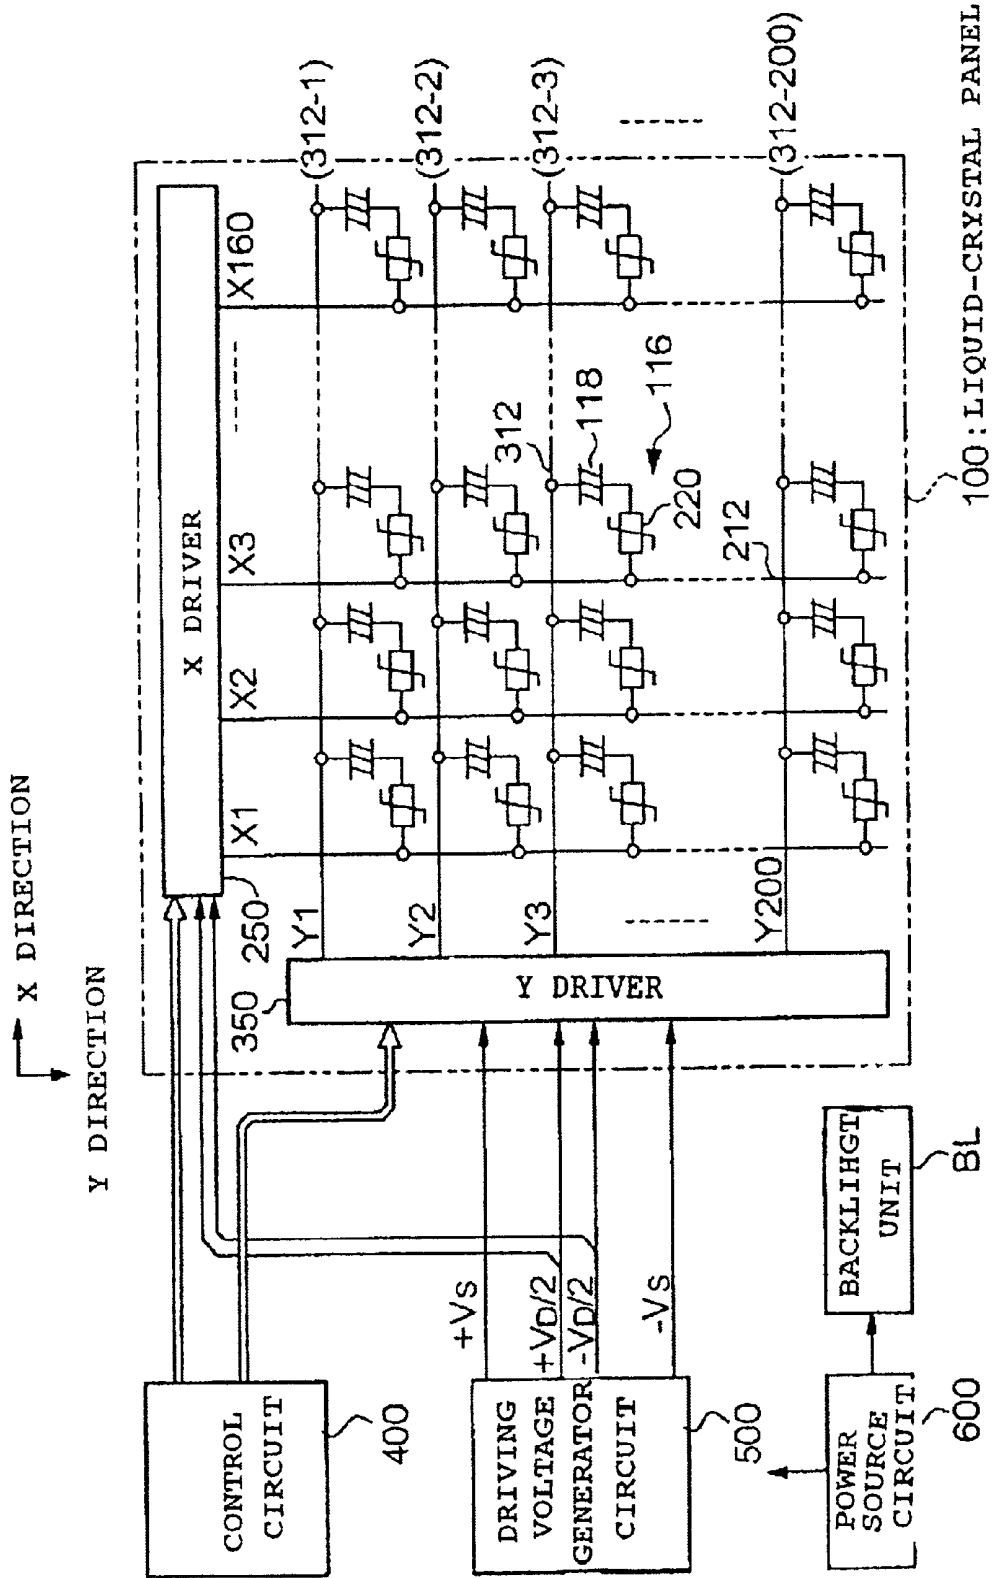 X DIRECTION
Y DIRECTION
X DRIVER
250
X1
X2
X3
X160
350
Y DRIVER
Y1
(312-1)
Y2
(312-2)
Y3
(312-3)
Y200
(312-200)
312
118
116
220
212
100:LIQUID-CRYSTAL PANEL
CONTROL
CIRCUIT
400
DRIVING
VOLTAGE
GENERATOR
CIRCUIT
500
+VS
+VD/2
-VD/2
-VS
POWER
SOURCE
CIRCUIT
600
BACKLIHGT
UNIT
BL